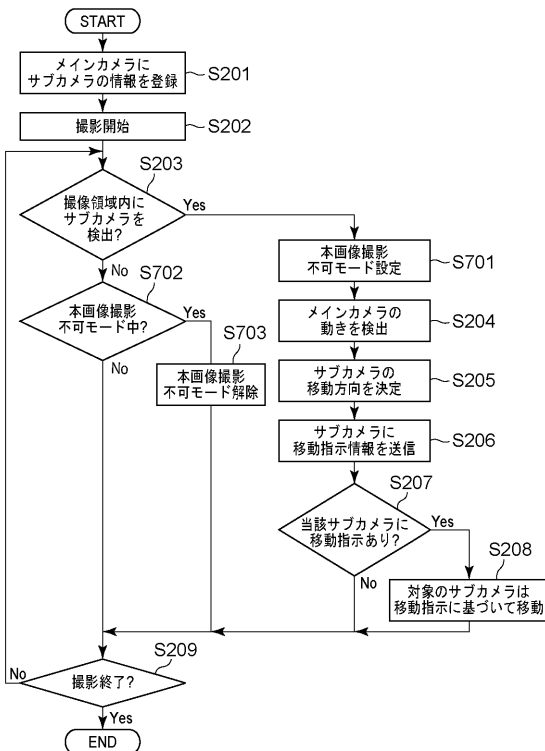 START
メインカメラに
サブカメラの情報を登録
S201
撮影開始
S202
S203
撮像領域内に
サブカメラを
検出?
Yes
No
本画像撮影
不可モード設定
S701
S702
本画像撮影
不可モード中?
Yes
No
S703
本画像撮影
不可モード解除
メインカメラの
動きを検出
S204
サブカメラの
移動方向を決定
S205
サブカメラに
移動指示情報を送信
S206
S207
当該サブカメラに
移動指示あり?
Yes
No
S208
対象のサブカメラは
移動指示に基づいて移動
S209
撮影終了?
No
Yes
END